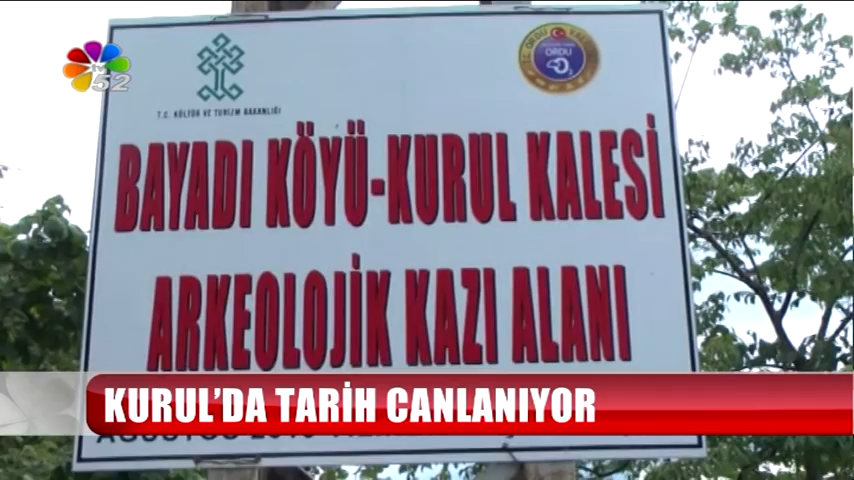 52
T.C. KÜLTÜR VE TURİZM BAKANLIĞI
ORDU
BAYADI KÖYÜ-KURUL KALESİ
ARKEOLOJİK KAZI ALANI
KURUL'DA TARİH CANLANIYOR